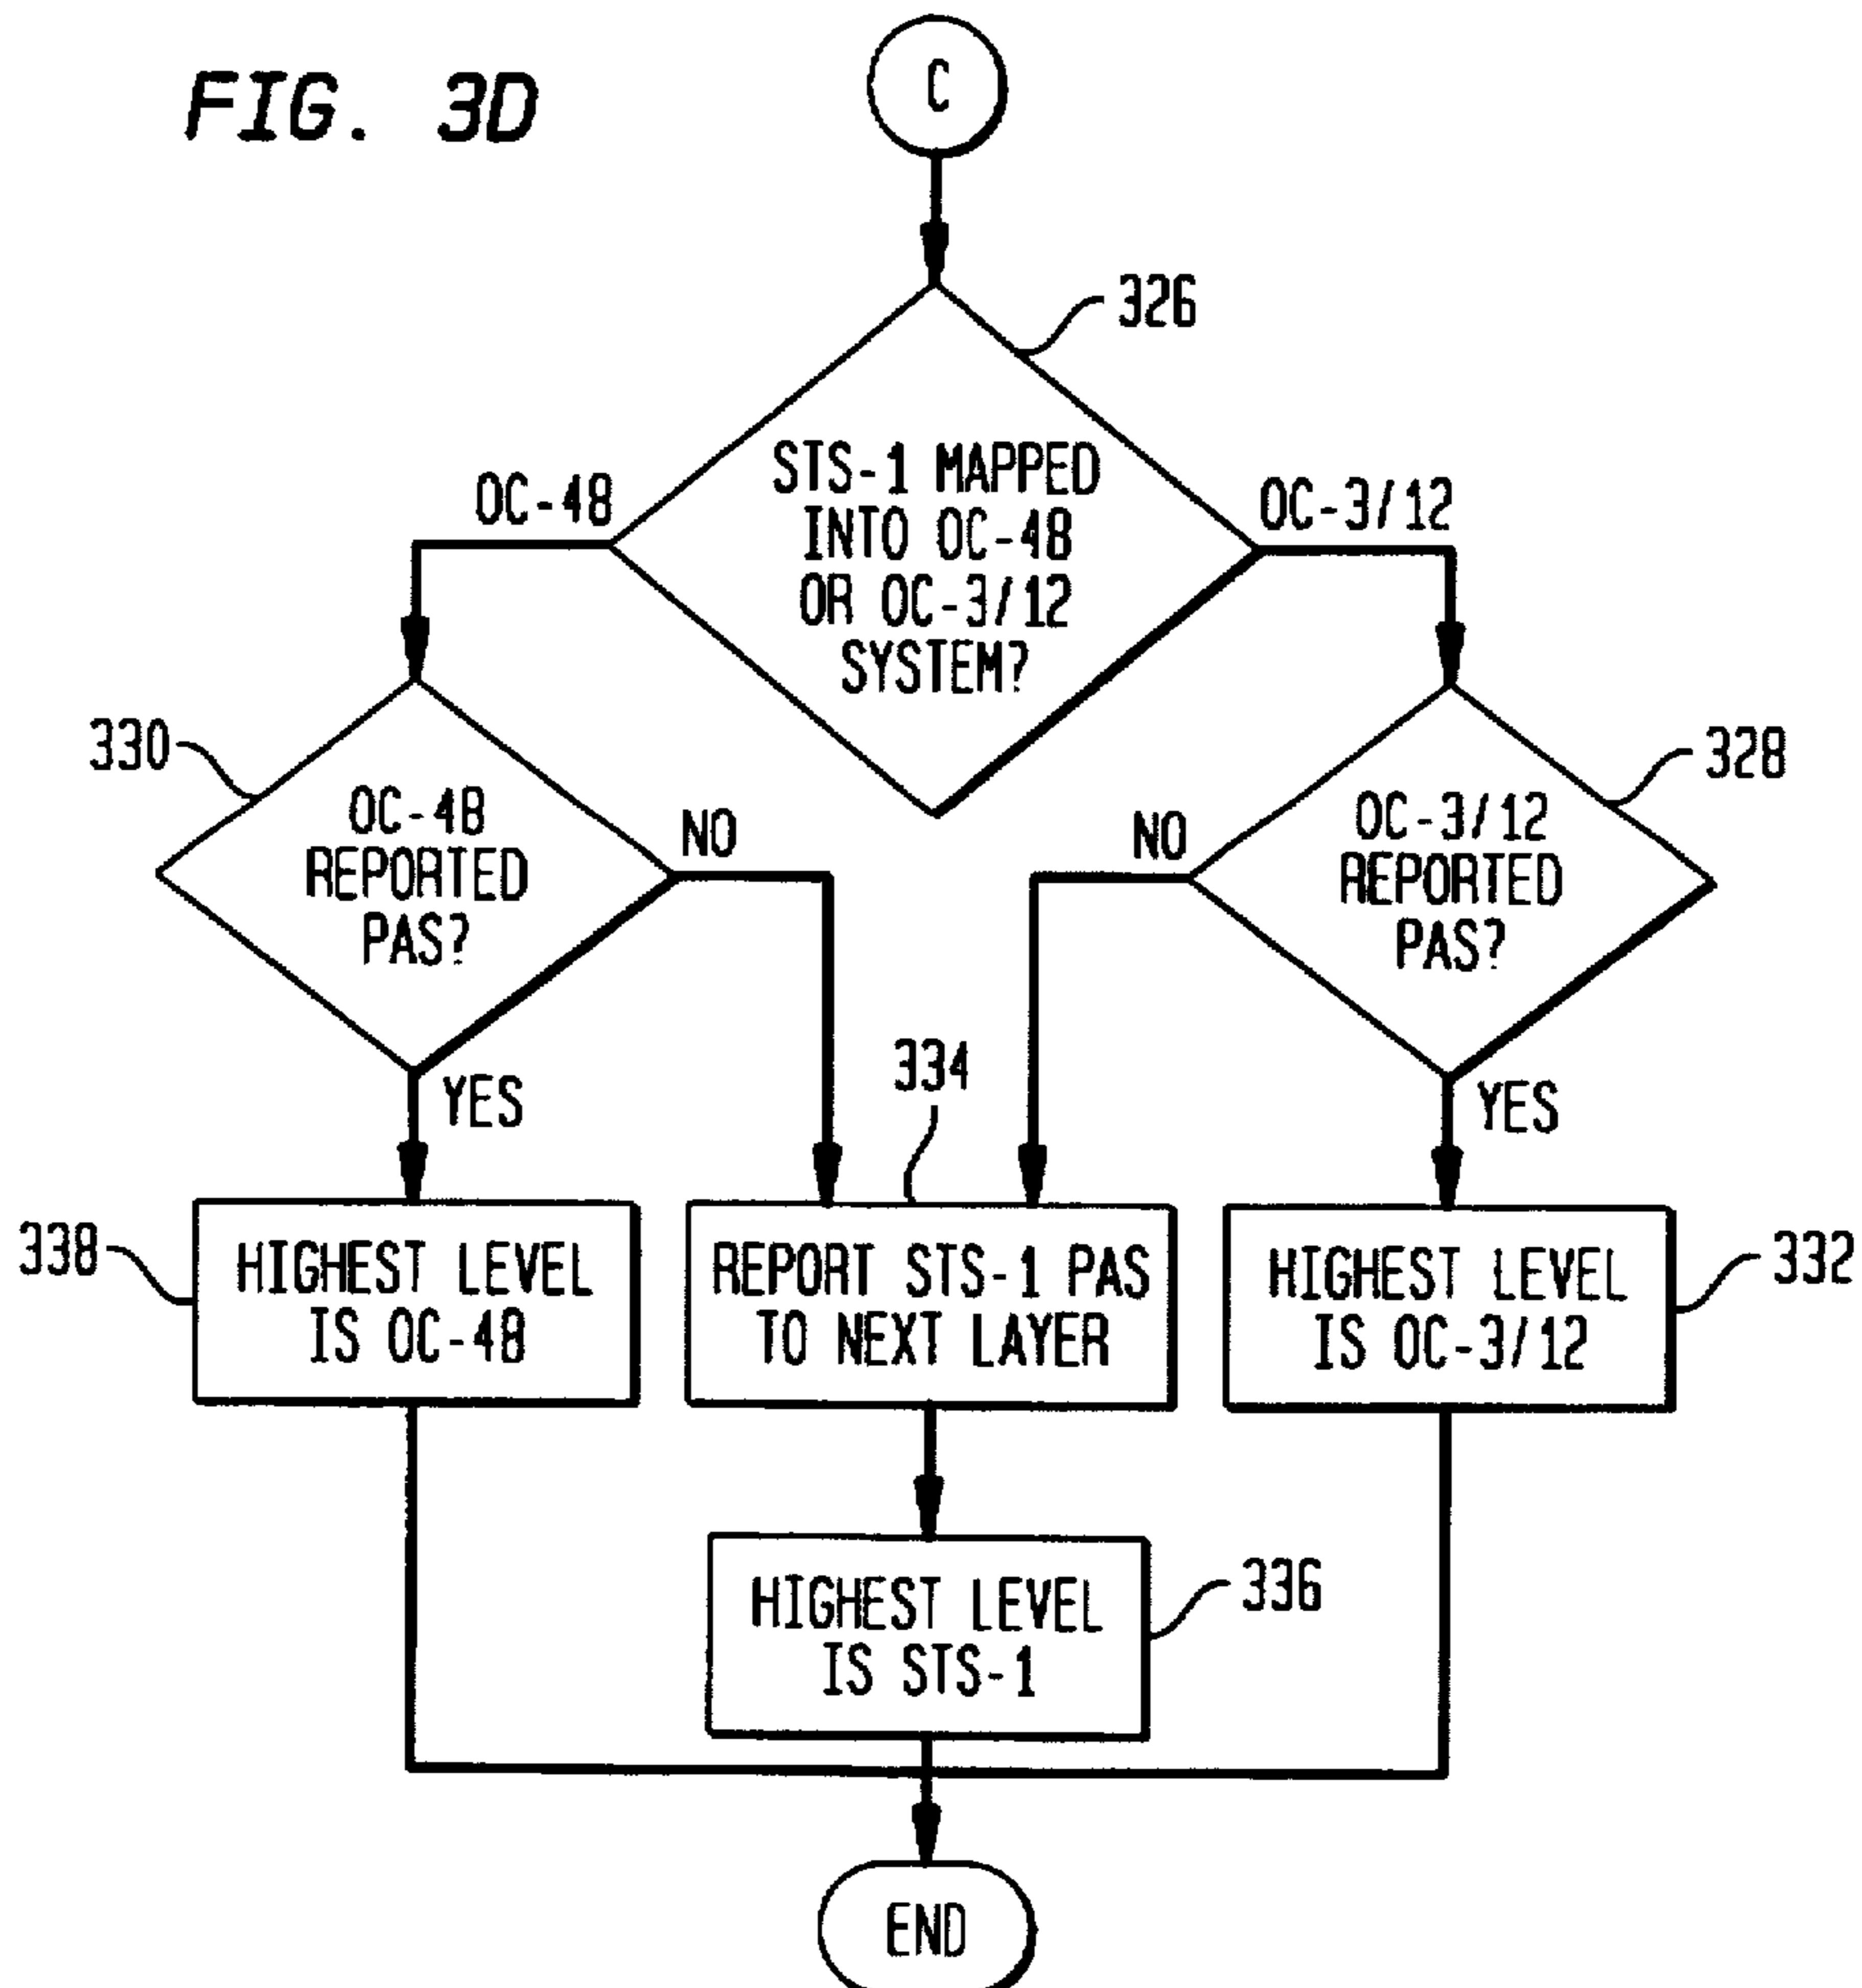 FIG. 3D
C
326
STS-1 MAPPED
INTO OC-48
OR OC-3/12
SYSTEM?
OC-48
OC-3/12
330
OC-48
REPORTED
PAS?
NO
YES
328
OC-3/12
REPORTED
PAS?
NO
YES
334
338
HIGHEST LEVEL
IS OC-48
REPORT STS-1 PAS
TO NEXT LAYER
332
HIGHEST LEVEL
IS OC-3/12
336
HIGHEST LEVEL
IS STS-1
END